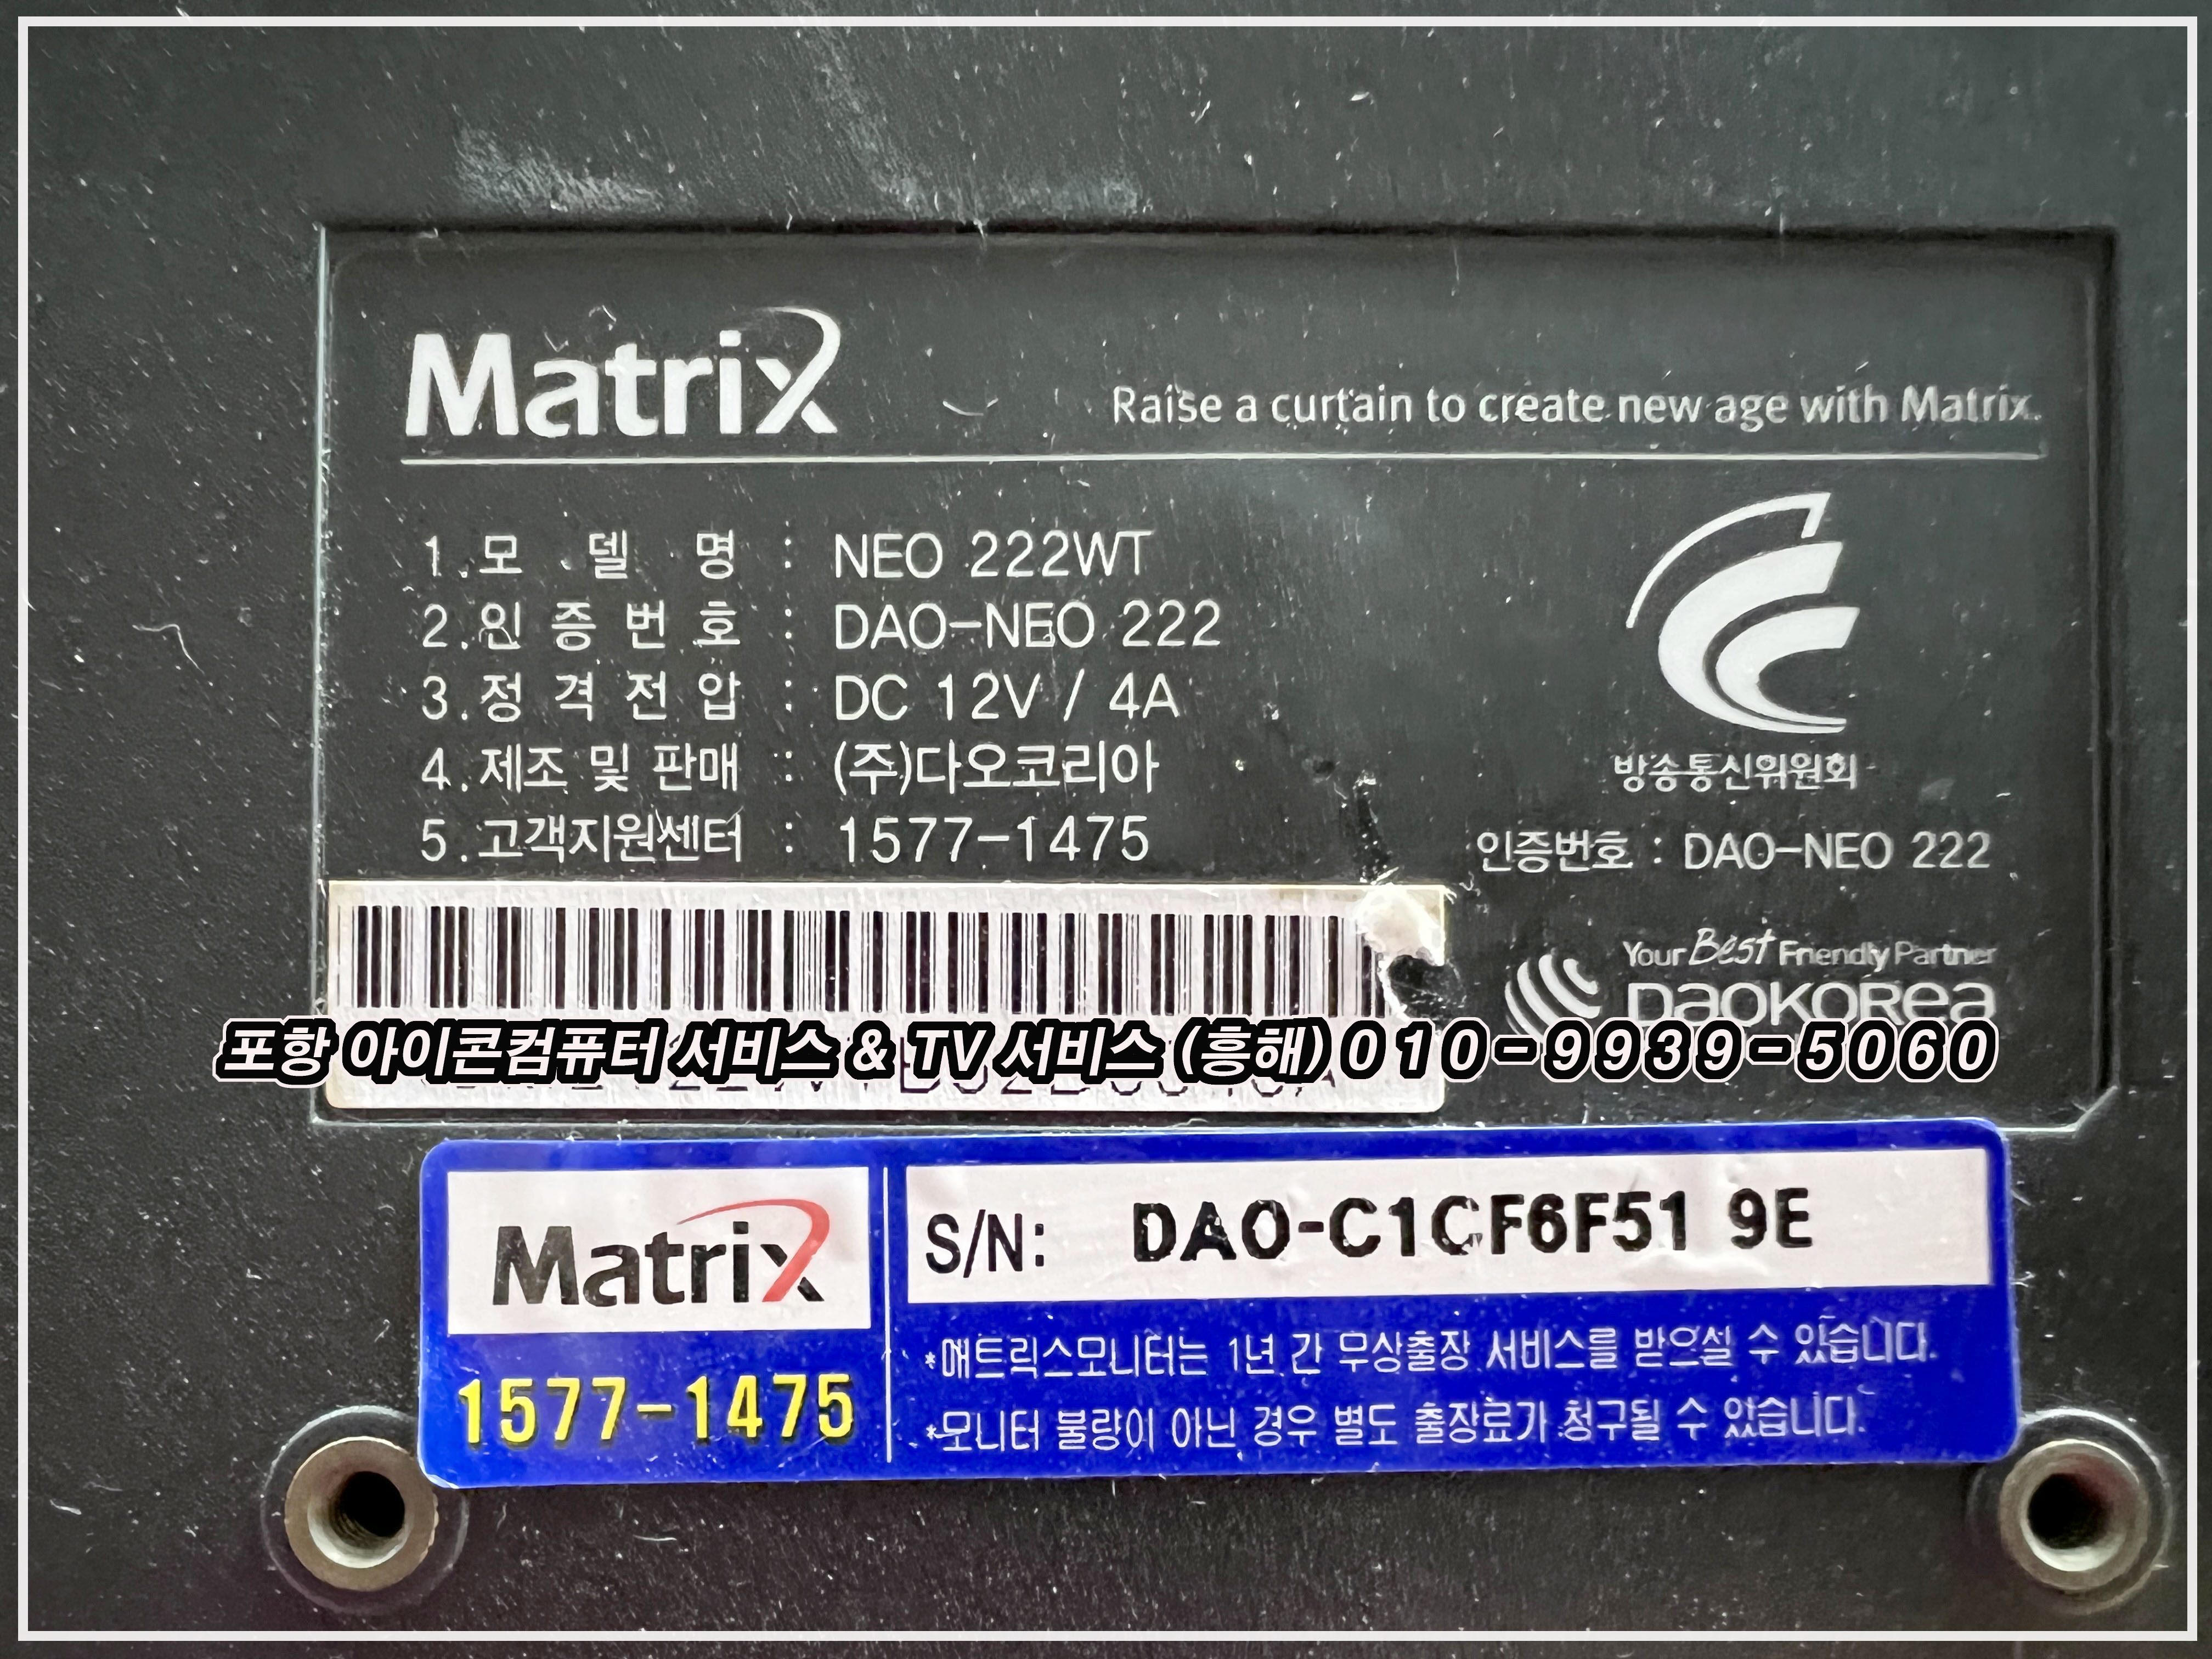 Matrix
Raise a curtain to create new age with Matrix.
1.모 델 명 : NEO 222WT
2.인 증 번 호 : DAO-NEO 222
3.정 격 전 압 : DC 12V / 4A
4.제조 및 판매 : (주)다오코리아
5.고객지원센터 : 1577-1475
방송통신위원회
인증번호 : DAO-NEO 222
Your Best Friendly Partner
DAOKOREA
포항 아이콘컴퓨터 서비스 & TV 서비스 (흥해) 010-9939-5060
Matrix
1577-1475
S/N: DAO-C1CF6F51 9E
*매트릭스모니터는 1년 간 무상출장 서비스를 받으실 수 있습니다.
*모니터 불량이 아닌 경우 별도 출장료가 청구될 수 있습니다.